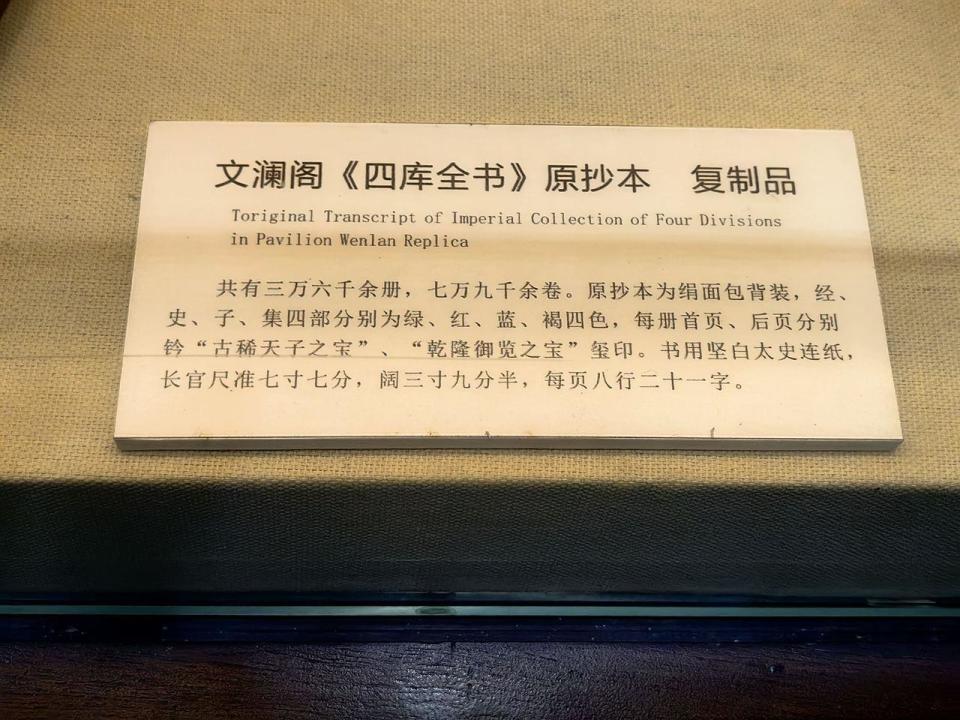 文澜阁《四库全书》原抄本 复制品
Toriginal Transcript of Imperial Collection of Four Divisions
in Pavilion Wenlan Replica
共有三万六千余册，七万九千余卷。原抄本为绢面包背装，经、
史、子、集四部分别为绿、红、蓝、褐四色，每册首页、后页分别
钤“古稀天子之宝”、“乾隆御览之宝”玺印。书用坚白太史连纸，
长官尺准七寸七分，阔三寸九分半，每页八行二十一字。